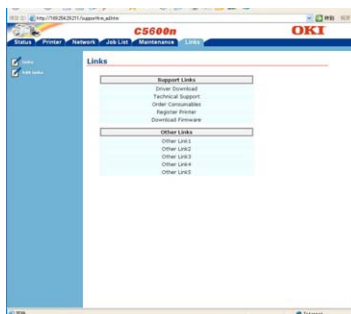 C5600n
OKI
Status Printer Network Job List Maintenance Links
Links
Links
Edit Links
Support Links
Driver Download
Technical Support
Order Consumables
Register Printer
Download Firmware
Other Links
Other Link1
Other Link2
Other Link3
Other Link4
Other Link5